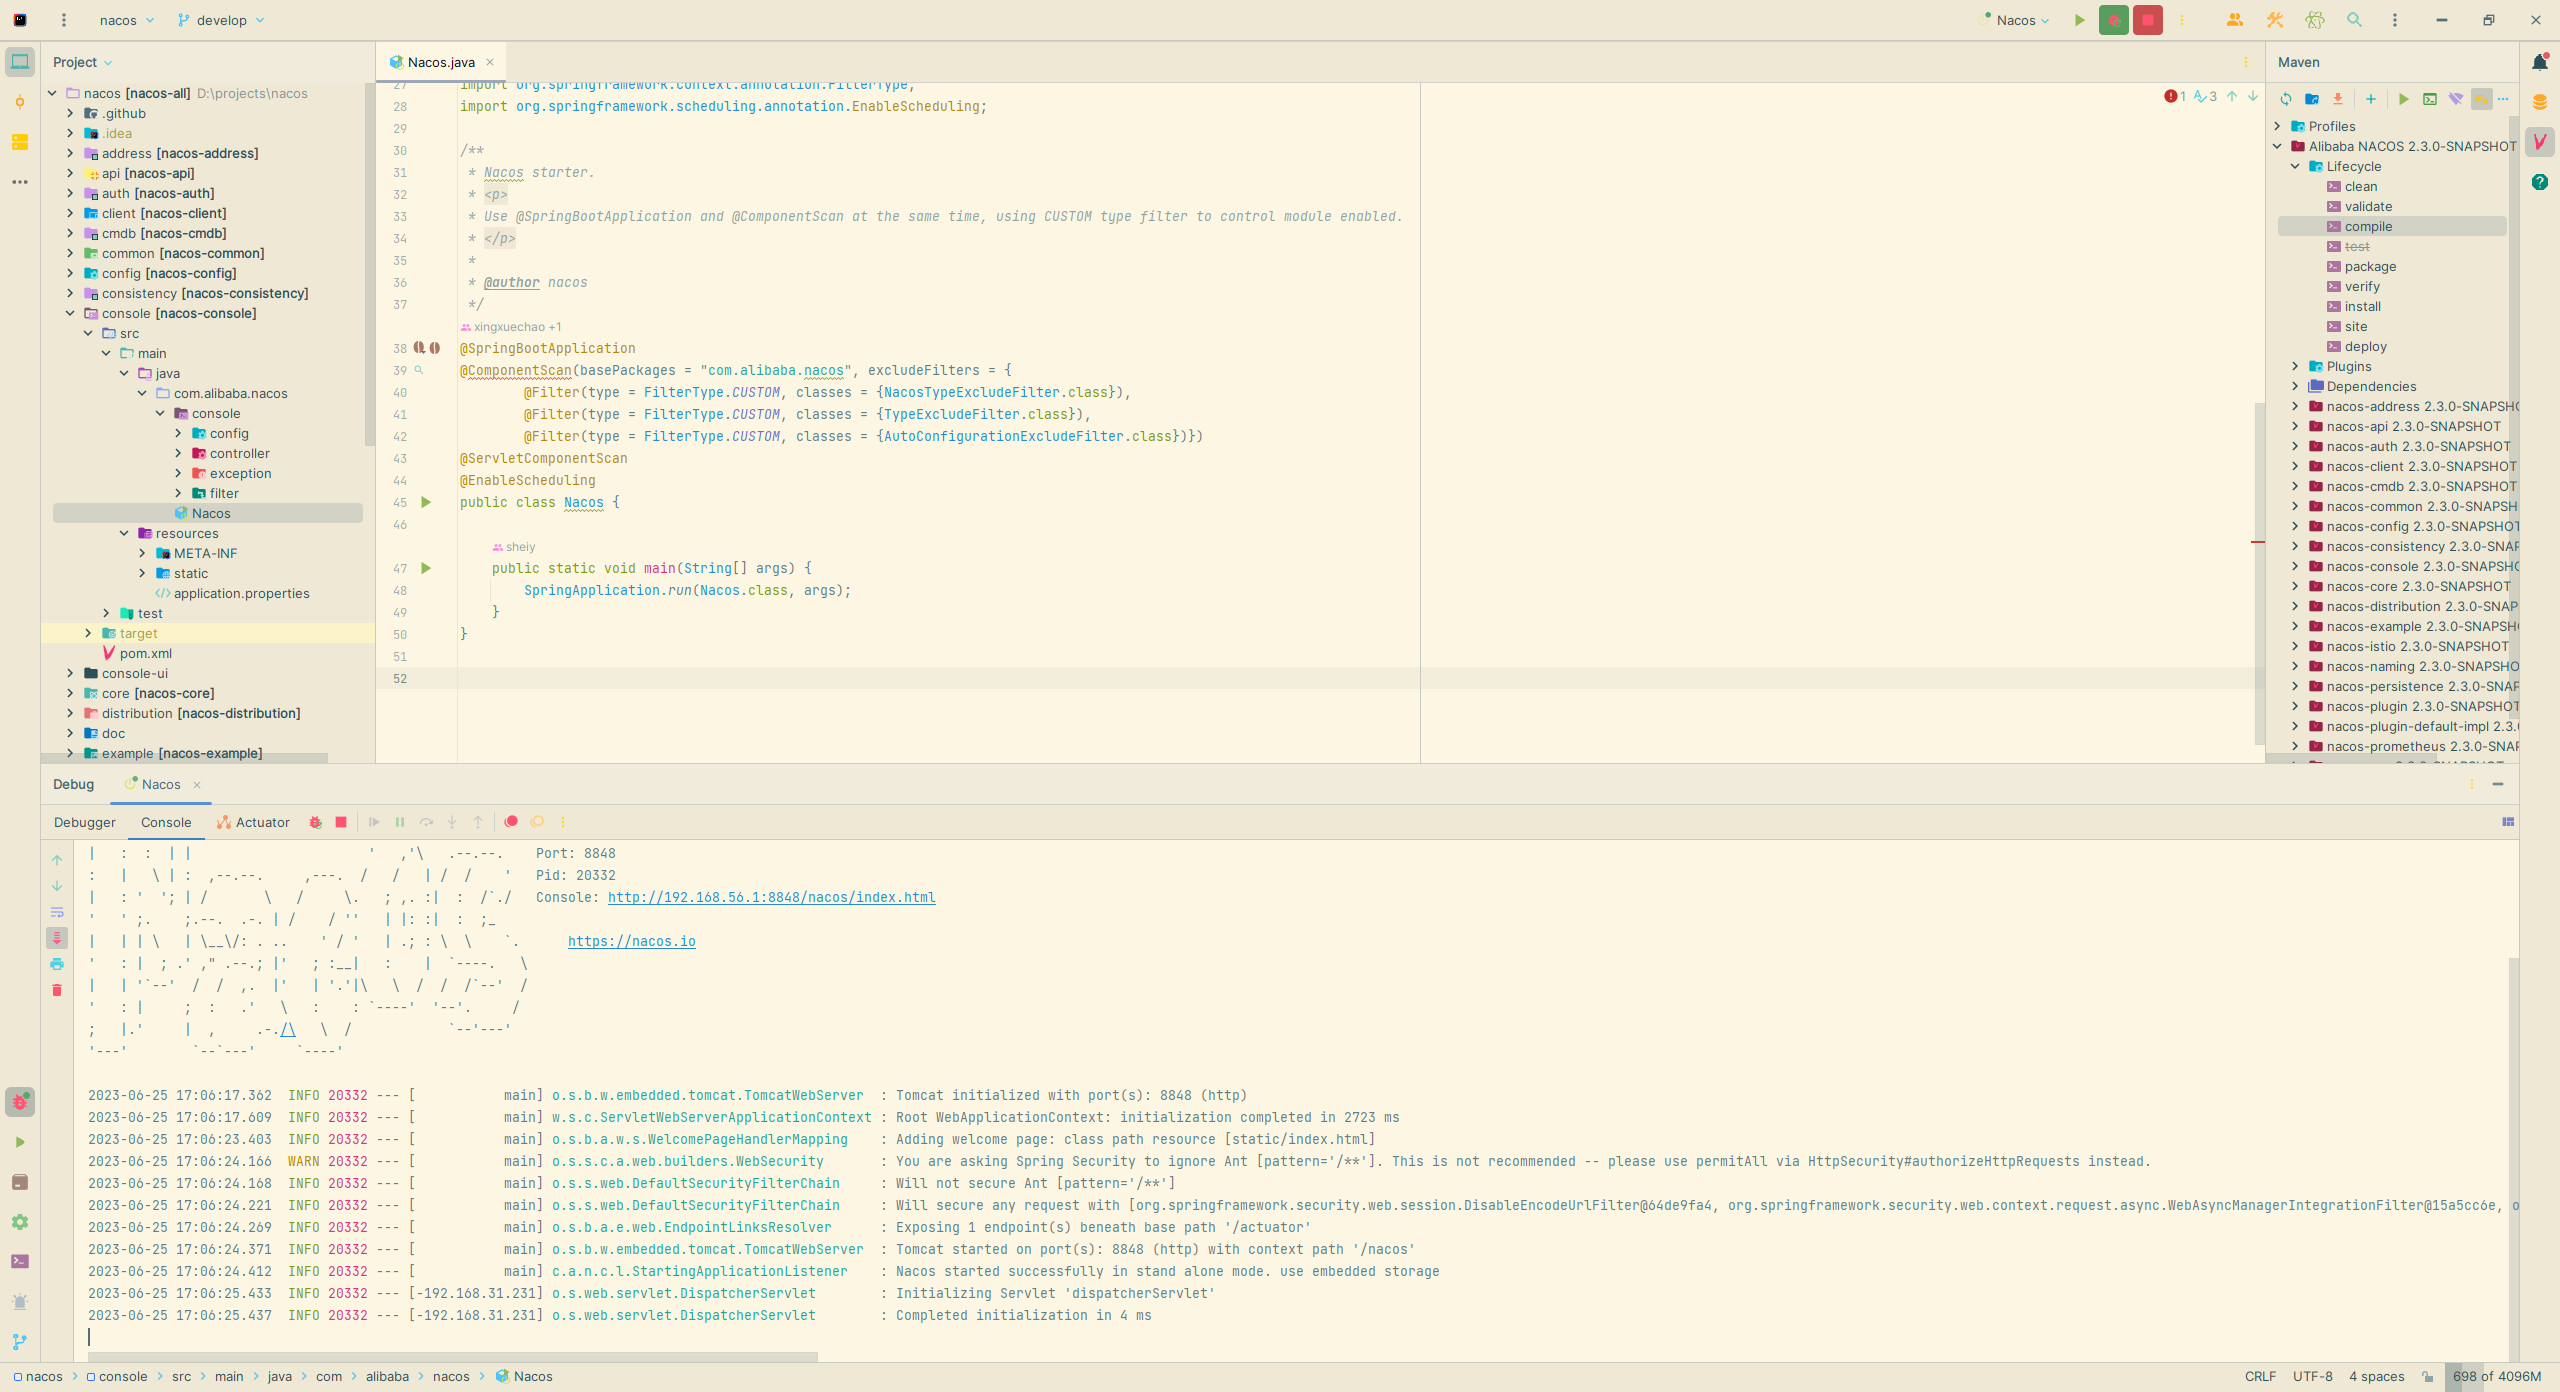 nacos
develop
Nacos
Project
nacos [nacos-all] D:\projects\nacos
.github
.idea
address [nacos-address]
api [nacos-api]
auth [nacos-auth]
client [nacos-client]
cmdb [nacos-cmdb]
common [nacos-common]
config [nacos-config]
consistency [nacos-consistency]
console [nacos-console]
src
main
java
com.alibaba.nacos
console
config
controller
exception
filter
Nacos
resources
META-INF
static
application.properties
test
target
pom.xml
console-ui
core [nacos-core]
distribution [nacos-distribution]
doc
example [nacos-example]
Nacos.java
1 3
27 import org.springframework.context.annotation.FilterType;
28 import org.springframework.scheduling.annotation.EnableScheduling;
29
30 /**
31 * Nacos starter.
32 * <p>
33 * Use @SpringBootApplication and @ComponentScan at the same time, using CUSTOM type filter to control module enabled.
34 * </p>
35 *
36 * @author nacos
37 */
xingxuechao +1
38 @SpringBootApplication
39 @ComponentScan(basePackages = "com.alibaba.nacos", excludeFilters = {
40 @Filter(type = FilterType.CUSTOM, classes = {NacosTypeExcludeFilter.class}),
41 @Filter(type = FilterType.CUSTOM, classes = {TypeExcludeFilter.class}),
42 @Filter(type = FilterType.CUSTOM, classes = {AutoConfigurationExcludeFilter.class})})
43 @ServletComponentScan
44 @EnableScheduling
45 public class Nacos {
46
sheiy
47 public static void main(String[] args) {
48 SpringApplication.run(Nacos.class, args);
49 }
50 }
51
52
Maven
Profiles
Alibaba NACOS 2.3.0-SNAPSHOT
Lifecycle
clean
validate
compile
test
package
verify
install
site
deploy
Plugins
Dependencies
nacos-address 2.3.0-SNAPSHO
nacos-api 2.3.0-SNAPSHOT
nacos-auth 2.3.0-SNAPSHOT
nacos-client 2.3.0-SNAPSHOT
nacos-cmdb 2.3.0-SNAPSHOT
nacos-common 2.3.0-SNAPSH
nacos-config 2.3.0-SNAPSHOT
nacos-consistency 2.3.0-SNAP
nacos-console 2.3.0-SNAPSHO
nacos-core 2.3.0-SNAPSHOT
nacos-distribution 2.3.0-SNAP
nacos-example 2.3.0-SNAPSH
nacos-istio 2.3.0-SNAPSHOT
nacos-naming 2.3.0-SNAPSHO
nacos-persistence 2.3.0-SNAP
nacos-plugin 2.3.0-SNAPSHOT
nacos-plugin-default-impl 2.3.
nacos-prometheus 2.3.0-SNAP
Debug Nacos
Debugger Console Actuator
Port: 8848
Pid: 20332
Console: http://192.168.56.1:8848/nacos/index.html
https://nacos.io
2023-06-25 17:06:17.362 INFO 20332 --- [ main] o.s.b.w.embedded.tomcat.TomcatWebServer : Tomcat initialized with port(s): 8848 (http)
2023-06-25 17:06:17.609 INFO 20332 --- [ main] w.s.c.ServletWebServerApplicationContext : Root WebApplicationContext: initialization completed in 2723 ms
2023-06-25 17:06:23.403 INFO 20332 --- [ main] o.s.b.a.w.s.WelcomePageHandlerMapping : Adding welcome page: class path resource [static/index.html]
2023-06-25 17:06:24.166 WARN 20332 --- [ main] o.s.s.c.a.web.builders.WebSecurity : You are asking Spring Security to ignore Ant [pattern='/**']. This is not recommended -- please use permitAll via HttpSecurity#authorizeHttpRequests instead.
2023-06-25 17:06:24.168 INFO 20332 --- [ main] o.s.s.web.DefaultSecurityFilterChain : Will not secure Ant [pattern='/**']
2023-06-25 17:06:24.221 INFO 20332 --- [ main] o.s.s.web.DefaultSecurityFilterChain : Will secure any request with [org.springframework.security.web.session.DisableEncodeUrlFilter@64de9fa4, org.springframework.security.web.context.request.async.WebAsyncManagerIntegrationFilter@15a5cc6e, o
2023-06-25 17:06:24.269 INFO 20332 --- [ main] o.s.b.a.e.web.EndpointLinksResolver : Exposing 1 endpoint(s) beneath base path '/actuator'
2023-06-25 17:06:24.371 INFO 20332 --- [ main] o.s.b.w.embedded.tomcat.TomcatWebServer : Tomcat started on port(s): 8848 (http) with context path '/nacos'
2023-06-25 17:06:24.412 INFO 20332 --- [ main] c.a.n.c.l.StartingApplicationListener : Nacos started successfully in stand alone mode. use embedded storage
2023-06-25 17:06:25.433 INFO 20332 --- [-192.168.31.231] o.s.web.servlet.DispatcherServlet : Initializing Servlet 'dispatcherServlet'
2023-06-25 17:06:25.437 INFO 20332 --- [-192.168.31.231] o.s.web.servlet.DispatcherServlet : Completed initialization in 4 ms
nacos > console > src > main > java > com > alibaba > nacos > Nacos
CRLF UTF-8 4 spaces 698 of 4096M